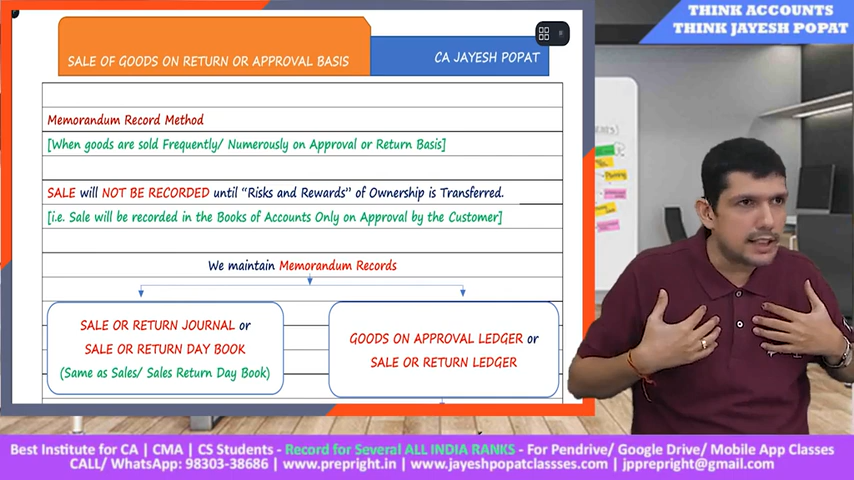 THINK ACCOUNTS
THINK JAYESH POPAT
SALE OF GOODS ON RETURN OR APPROVAL BASIS
CA JAYESH POPAT
Memorandum Record Method
[When goods are sold Frequently/ Numerously on Approval or Return Basis]
SALE will NOT BE RECORDED until “Risks and Rewards” of Ownership is Transferred.
[i.e. Sale will be recorded in the Books of Accounts Only on Approval by the Customer]
We maintain Memorandum Records
SALE OR RETURN JOURNAL or
SALE OR RETURN DAY BOOK
(Same as Sales/ Sales Return Day Book)
GOODS ON APPROVAL LEDGER or
SALE OR RETURN LEDGER
Best Institute for CA | CMA | CS Students - Record for Several ALL INDIA RANKS - For Pendrive/ Google Drive/ Mobile App Classes
CALL/ WhatsApp: 98303-38686 | www.prepright.in | www.jayeshpopatclassses.com | jpprepright@gmail.com